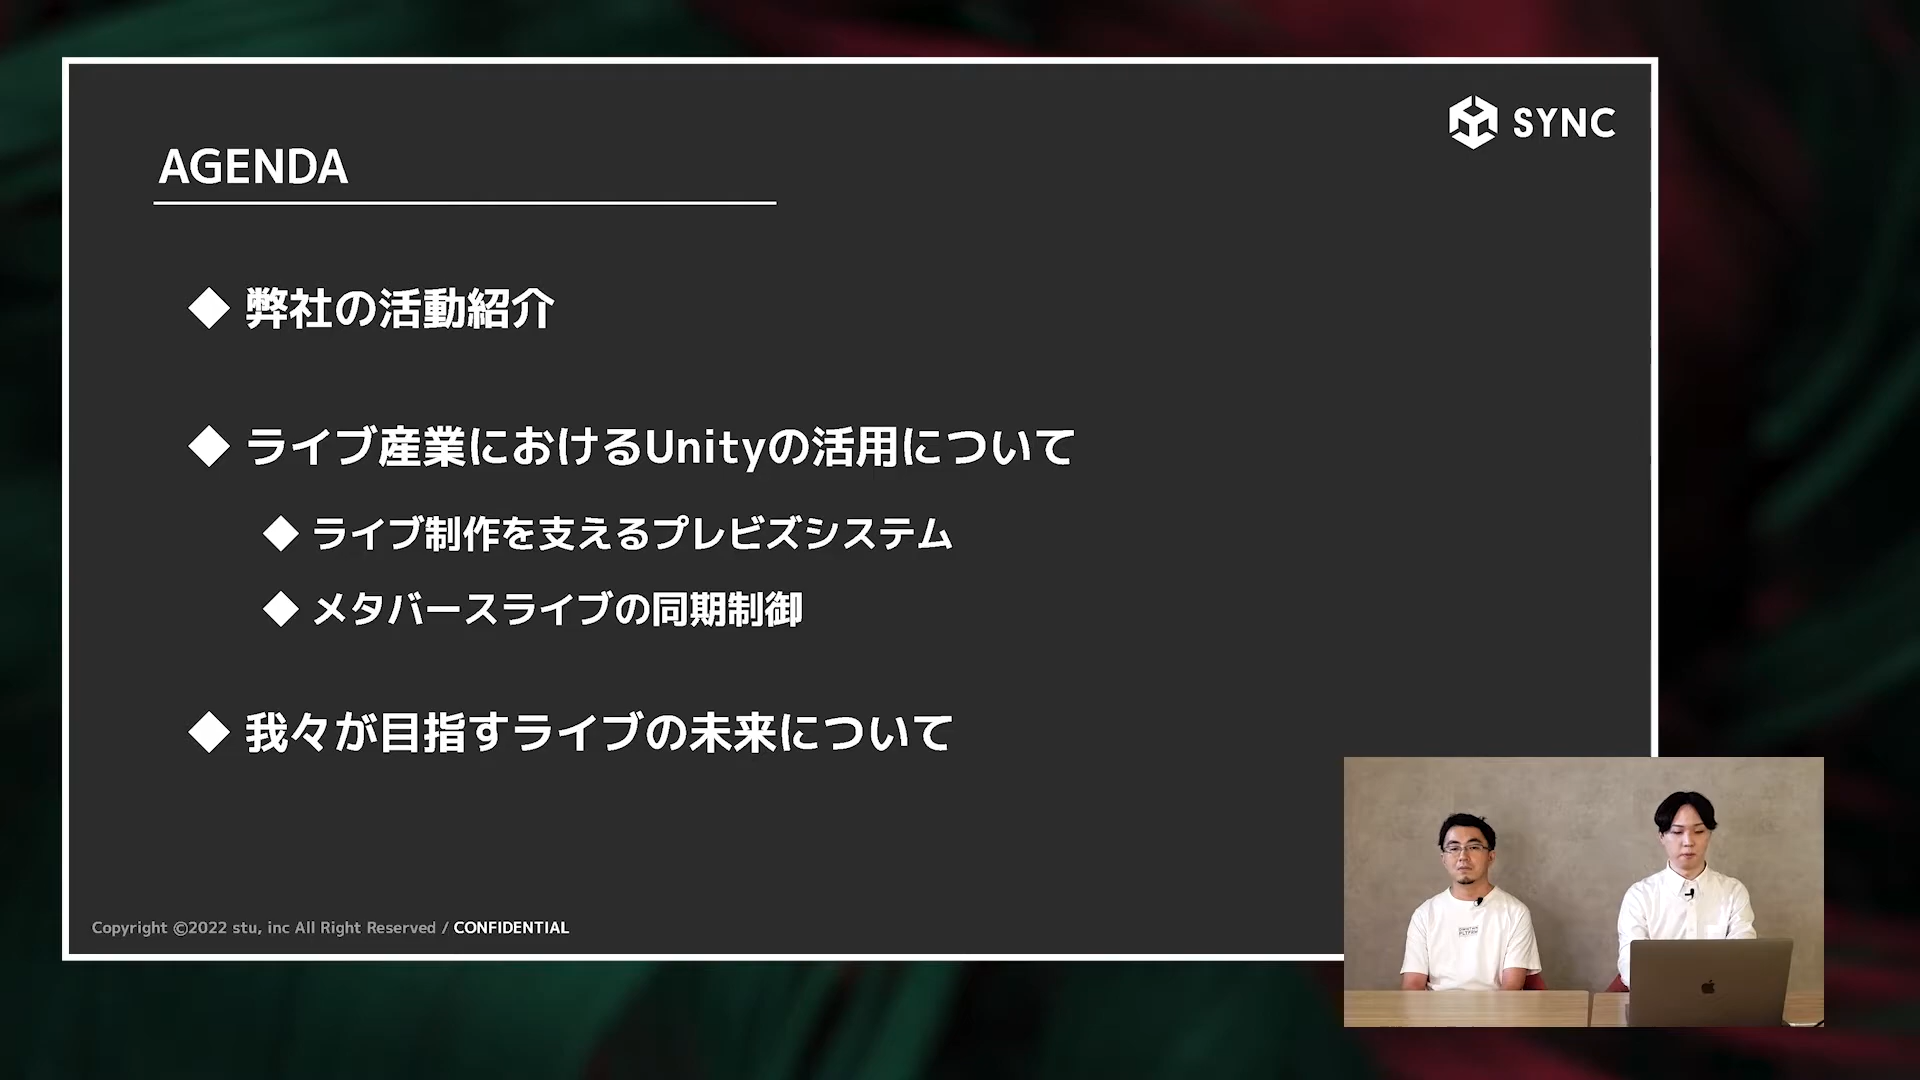 SYNC
AGENDA
◆ 弊社の活動紹介
◆ ライブ産業におけるUnityの活用について
◆ ライブ制作を支えるプレビズシステム
◆ メタバースライブの同期制御
◆ 我々が目指すライブの未来について
Copyright ©2022 stu, inc All Right Reserved / CONFIDENTIAL